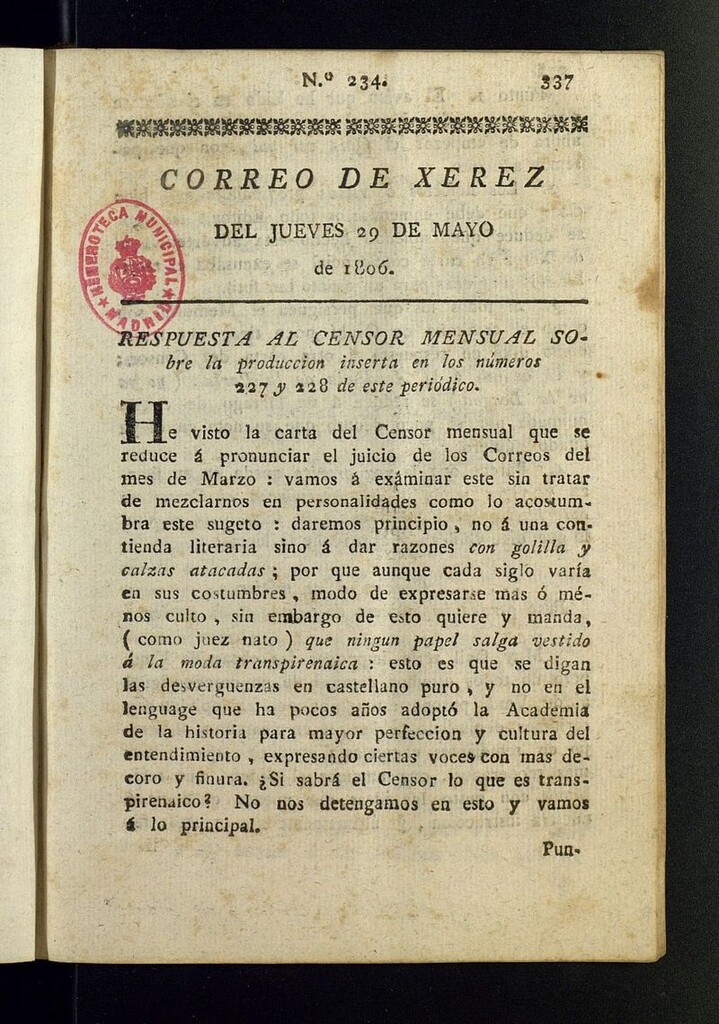 N.º 234. 337
CORREO DE XEREZ
DEL JUEVES 29 DE MAYO
de 1806.
HEMEROTECA MUNICIPAL
MADRID
RESPUESTA AL CENSOR MENSUAL SO-
bre la produccion inserta en los números
227 y 228 de este periódico.
He visto la carta del Censor mensual que se
reduce á pronunciar el juicio de los Correos del
mes de Marzo : vamos á exâminar este sin tratar
de mezclarnos en personalidades como lo acostum-
bra este sugeto : daremos principio , no á una con-
tienda literaria sino á dar razones con golilla y
calzas atacadas ; por que aunque cada siglo varía
en sus costumbres , modo de expresarse mas ó mé-
nos culto , sin embargo de esto quiere y manda,
( como juez nato ) que ningun papel salga vestido
á la moda transpirenaica : esto es que se digan
las desverguenzas en castellano puro , y no en el
lenguage que ha pocos años adoptó la Academia
de la historia para mayor perfeccion y cultura del
entendimiento , expresando ciertas voces con mas de-
coro y finura. ¿Si sabrá el Censor lo que es trans-
pirenaico? No nos detengamos en esto y vamos
á lo principal.
Pun-